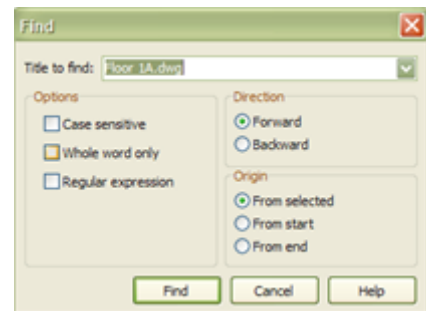 Find
Title to find: Floor 1A.dwg
Options
Case sensitive
Whole word only
Regular expression
Direction
Forward
Backward
Origin
From selected
From start
From end
Find Cancel Help